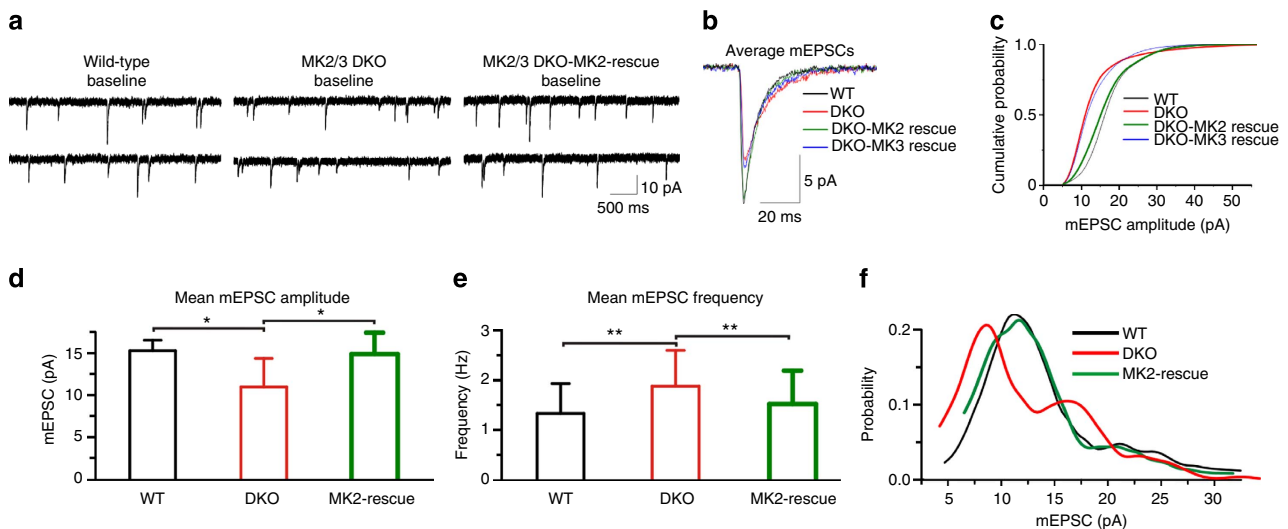 a
Wild-type
baseline
MK2/3 DKO
baseline
MK2/3 DKO-MK2-rescue
baseline
10 pA
500 ms
b
Average mEPSCs
WT
DKO
DKO-MK2 rescue
DKO-MK3 rescue
5 pA
20 ms
c
Cumulative probability
1.0
0.5
0
WT
DKO
DKO-MK2 rescue
DKO-MK3 rescue
0 10 20 30 40 50
mEPSC amplitude (pA)
d
Mean mEPSC amplitude
* *
mEPSC (pA)
15
10
5
0
WT DKO MK2-rescue
e
Mean mEPSC frequency
** **
Frequency (Hz)
3
2
1
0
WT DKO MK2-rescue
f
Probability
0.2
0.1
0.0
WT
DKO
MK2-rescue
5 10 15 20 25 30
mEPSC (pA)